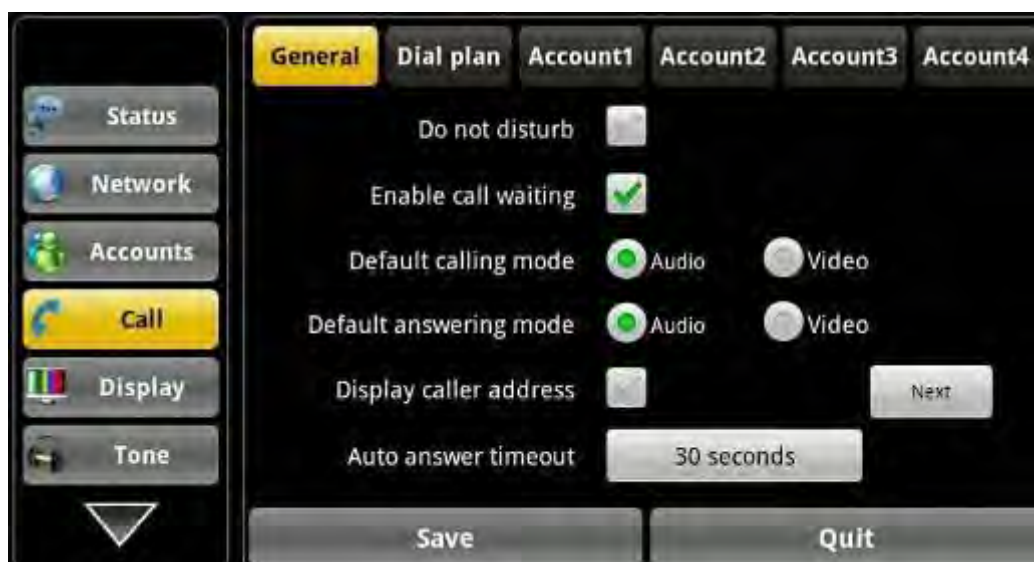 General Dial plan Account1 Account2 Account3 Account4
Status
Network
Accounts
Call
Display
Tone
Do not disturb
Enable call waiting
Default calling mode Audio Video
Default answering mode Audio Video
Display caller address Next
Auto answer timeout 30 seconds
Save Quit